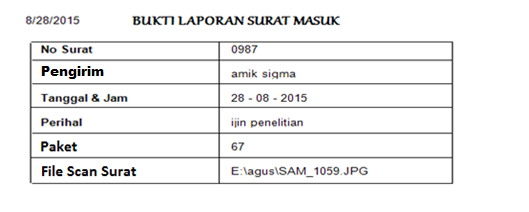 8/28/2015 BUKTI LAPORAN SURAT MASUK
No Surat 0987
Pengirim amik sigma
Tanggal & Jam 28 - 08 - 2015
Perihal ijin penelitian
Paket 67
File Scan Surat E:\agus\SAM_1059.JPG